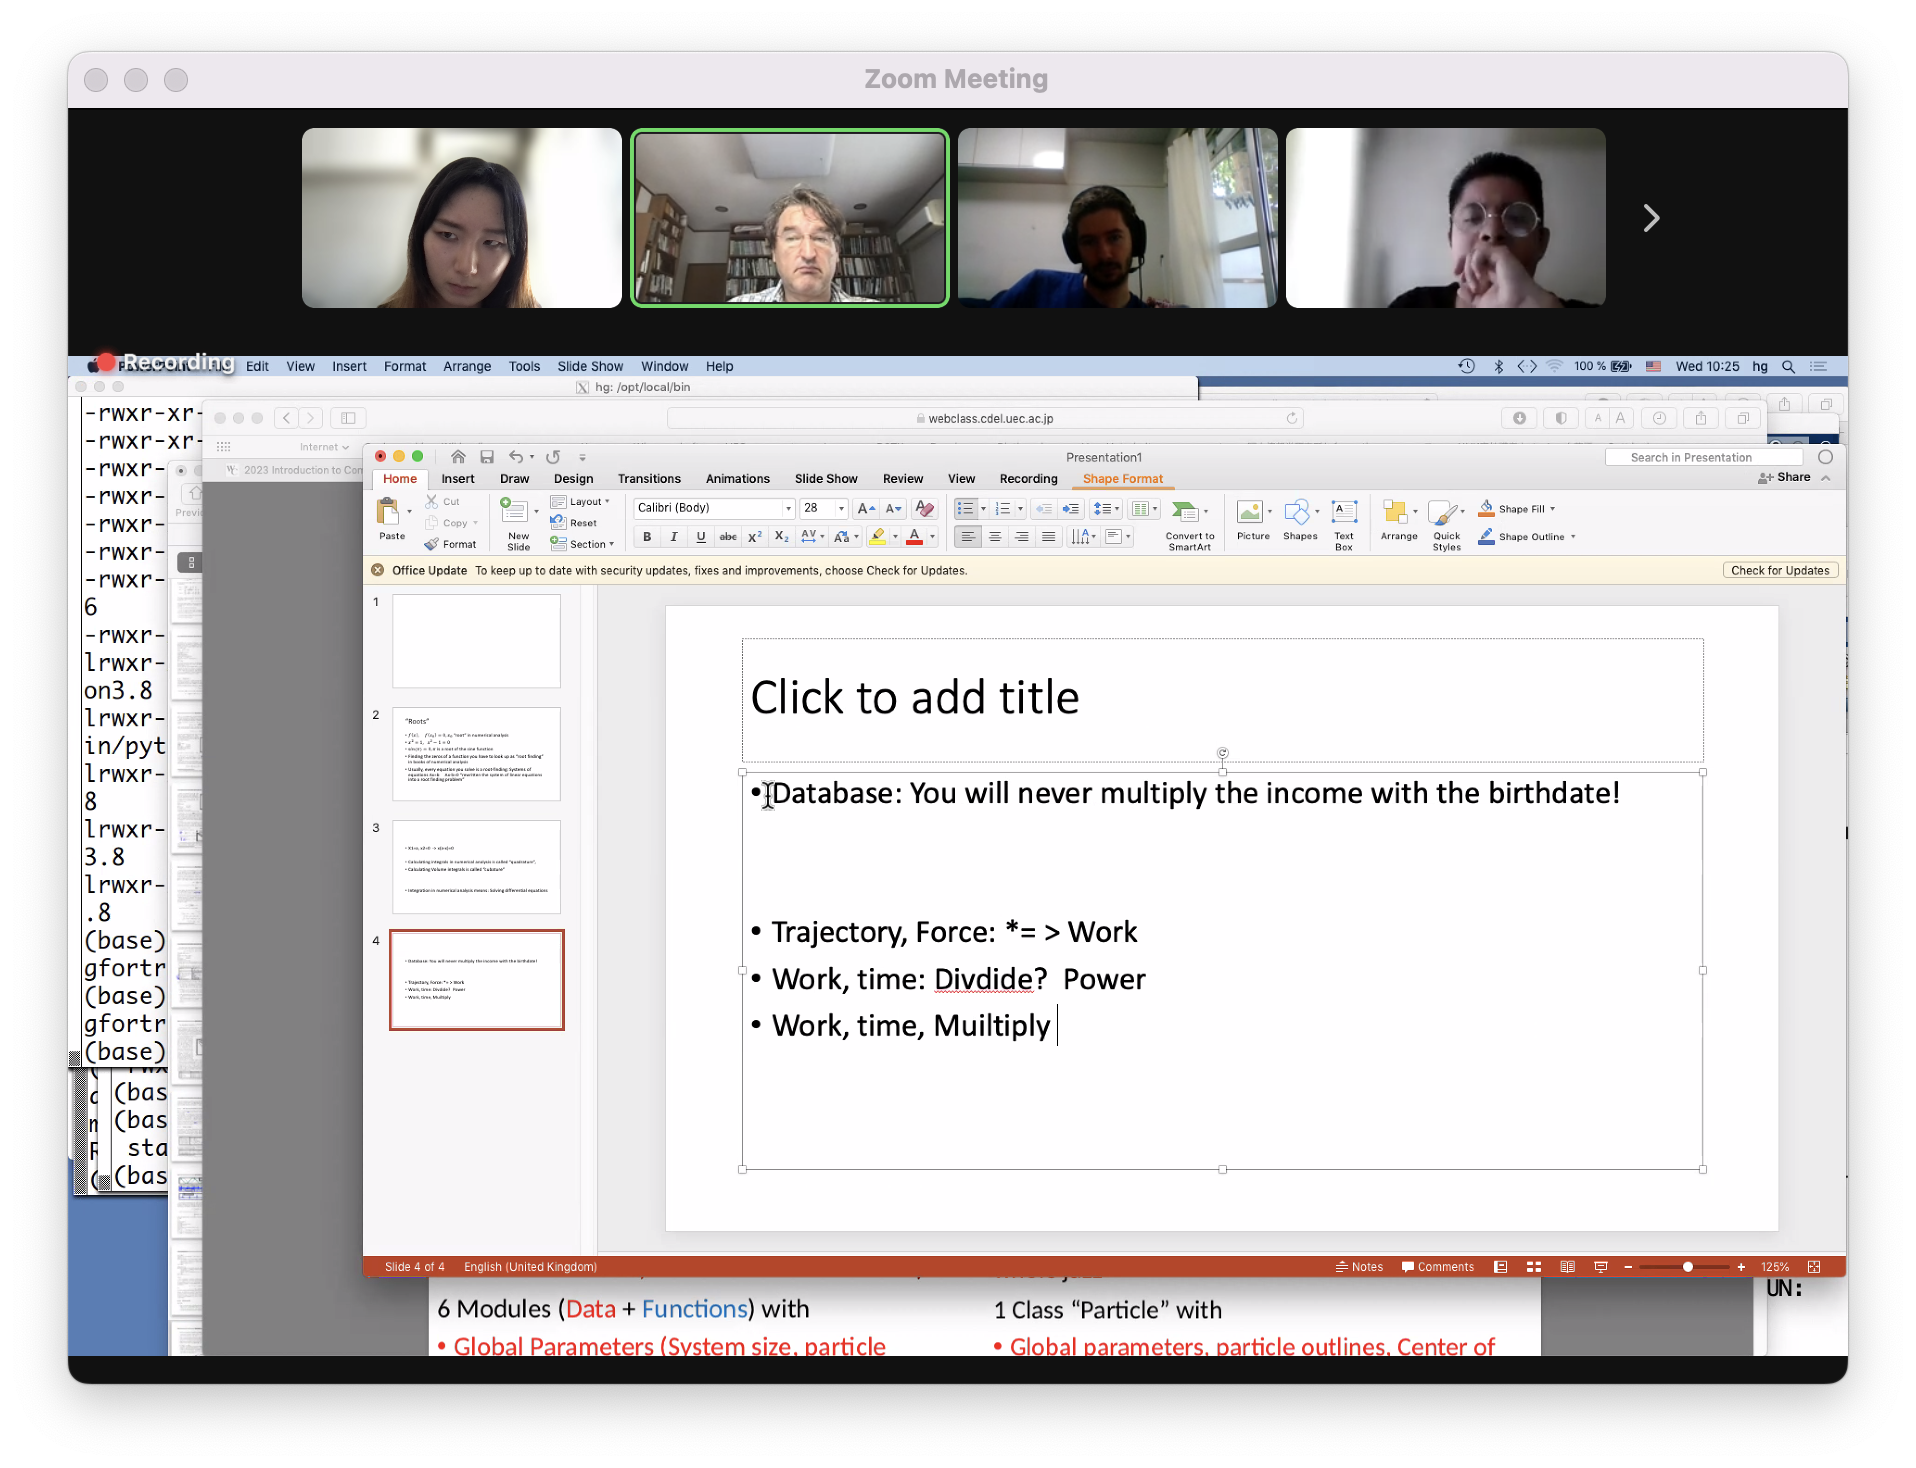 Zoom Meeting
Recording
Edit View Insert Format Arrange Tools Slide Show Window Help
100 % Wed 10:25 hg
hg: /opt/local/bin
-rwxr-xr-
-rwxr-xr-
-rwxr-
-rwxr-
-rwxr-
-rwxr-
-rwxr-
6
-rwxr-
lrwxr-
on3.8
lrwxr-
in/pyt
lrwxr-
8
lrwxr-
3.8
lrwxr-
.8
(base)
gfortr
(base)
gfortr
(base)
(bas
(bas
sta
(bas
webclass.cdel.uec.ac.jp
Internet
2023 Introduction to Con
Previ
Presentation1
Search in Presentation
Home Insert Draw Design Transitions Animations Slide Show Review View Recording Shape Format
Share
Paste
Cut
Copy
Format
New Slide
Layout
Reset
Section
Calibri (Body) 28
Convert to SmartArt
Picture
Shapes
Text Box
Arrange
Quick Styles
Shape Fill
Shape Outline
Office Update To keep up to date with security updates, fixes and improvements, choose Check for Updates.
Check for Updates
1
2
"Roots"
3
4
Click to add title
• Database: You will never multiply the income with the birthdate!
• Trajectory, Force: *= > Work
• Work, time: Divdide? Power
• Work, time, Muiltiply
Slide 4 of 4 English (United Kingdom)
Notes Comments 125%
UN:
6 Modules (Data + Functions) with
• Global Parameters (System size, particle
1 Class “Particle” with
• Global parameters, particle outlines, Center of